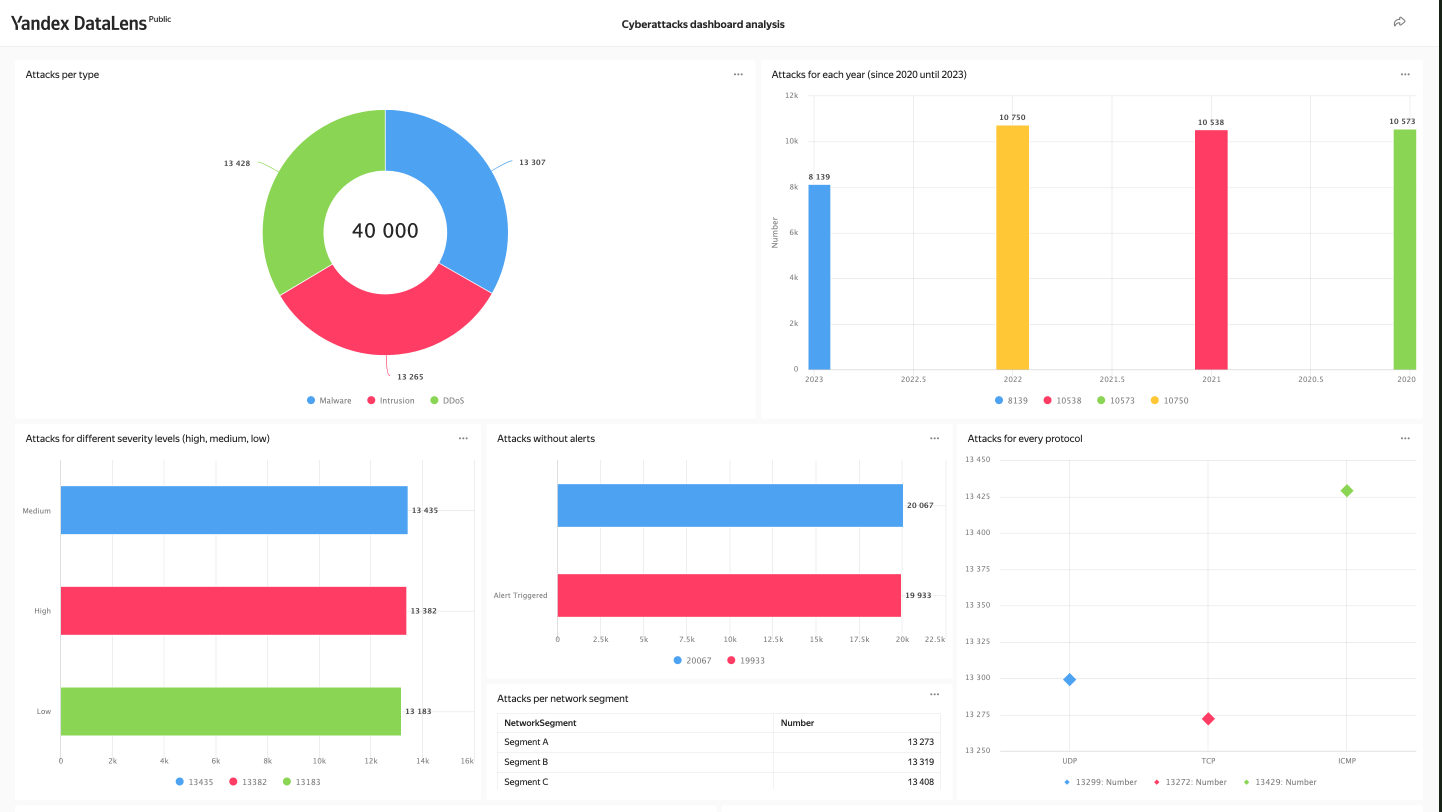 Yandex DataLens Public
Cyberattacks dashboard analysis
Attacks per type
13 428
13 307
40 000
13 265
Malware Intrusion DDoS
Attacks for each year (since 2020 until 2023)
12k
10k
8k
6k
4k
2k
0
Number
8 139
10 750
10 538
10 573
2023 2022.5 2022 2021.5 2021 2020.5 2020
8139 10538 10573 10750
Attacks for different severity levels (high, medium, low)
Medium
13 435
High
13 382
Low
13 183
0 2k 4k 6k 8k 10k 12k 14k 16k
13435 13382 13183
Attacks without alerts
20 067
Alert Triggered
19 933
0 2.5k 5k 7.5k 10k 12.5k 15k 17.5k 20k 22.5k
20067 19933
Attacks per network segment
NetworkSegment Number
Segment A 13 273
Segment B 13 319
Segment C 13 408
Attacks for every protocol
13 450
13 425
13 400
13 375
13 350
13 325
13 300
13 275
13 250
UDP TCP ICMP
13299: Number 13272: Number 13429: Number